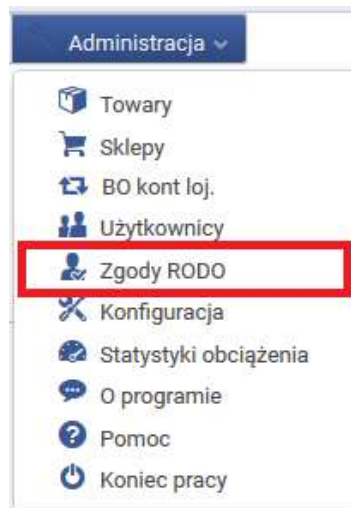 Administracja
Towary
Sklepy
BO kont loj.
Użytkownicy
Zgody RODO
Konfiguracja
Statystyki obciążenia
O programie
Pomoc
Koniec pracy